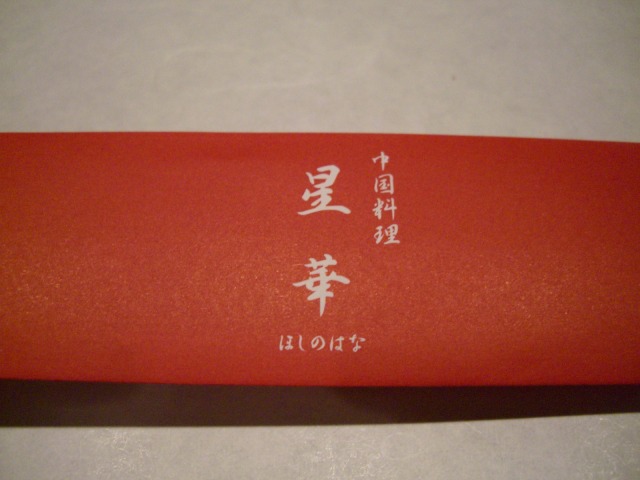 中国料理
星華
ほしのはな